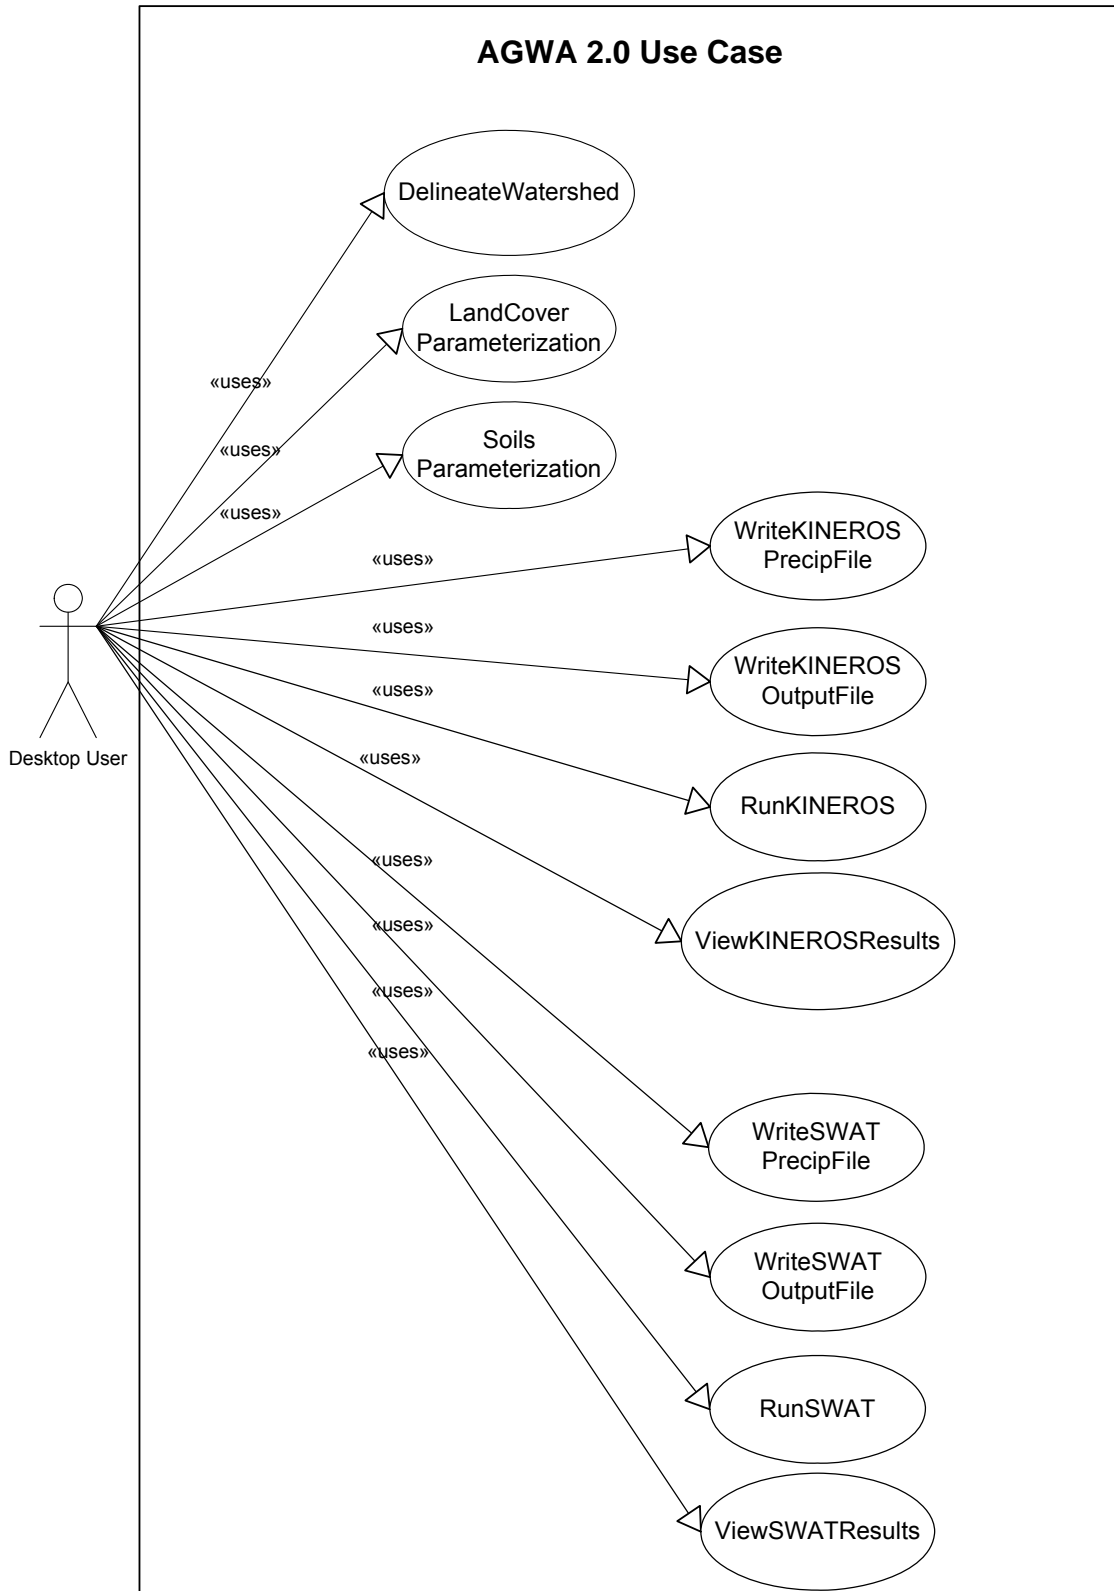 AGWA 2.0 Use Case
DelineateWatershed
LandCover
Parameterization
«uses»
«uses»
Soils
Parameterization
«uses»
WriteKINEROS
PrecipFile
«uses»
«uses»
WriteKINEROS
OutputFile
«uses»
Desktop User
«uses»
RunKINEROS
«uses»
ViewKINEROSResults
«uses»
«uses»
«uses»
WriteSWAT
PrecipFile
WriteSWAT
OutputFile
RunSWAT
ViewSWATResults